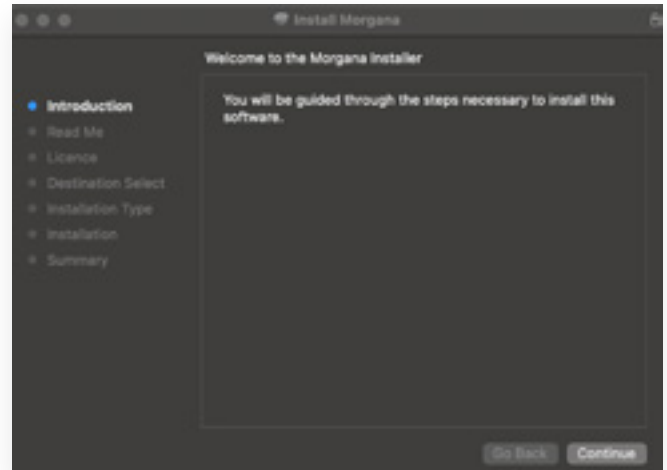 Install Morgana
Welcome to the Morgana Installer
Introduction
Read Me
Licence
Destination Select
Installation Type
Installation
Summary
You will be guided through the steps necessary to install this
software.
Go Back
Continue